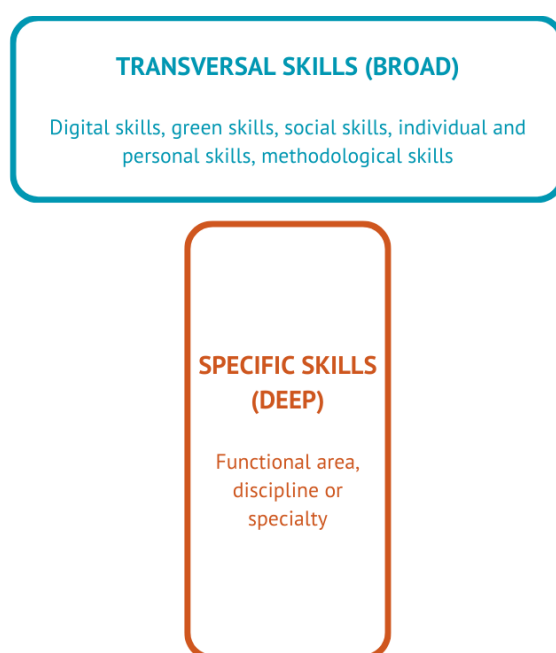 TRANSVERSAL SKILLS (BROAD)
Digital skills, green skills, social skills, individual and
personal skills, methodological skills
SPECIFIC SKILLS
(DEEP)
Functional area,
discipline or
specialty